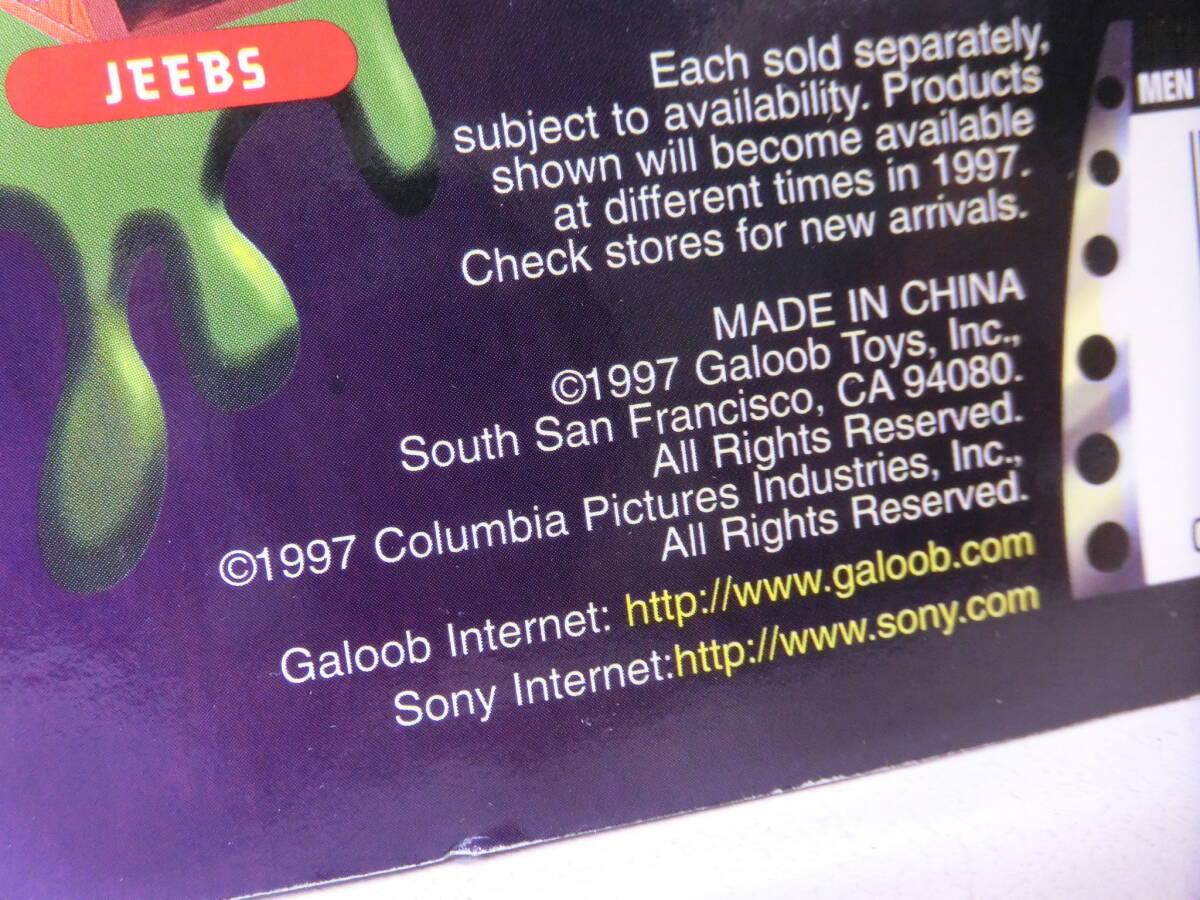 JEEBS
Each sold separately,
subject to availability. Products
shown will become available
at different times in 1997.
Check stores for new arrivals.
MADE IN CHINA
©1997 Galoob Toys, Inc.,
South San Francisco, CA 94080.
All Rights Reserved.
©1997 Columbia Pictures Industries, Inc.,
All Rights Reserved.
Galoob Internet: http://www.galoob.com
Sony Internet:http://www.sony.com
MEN